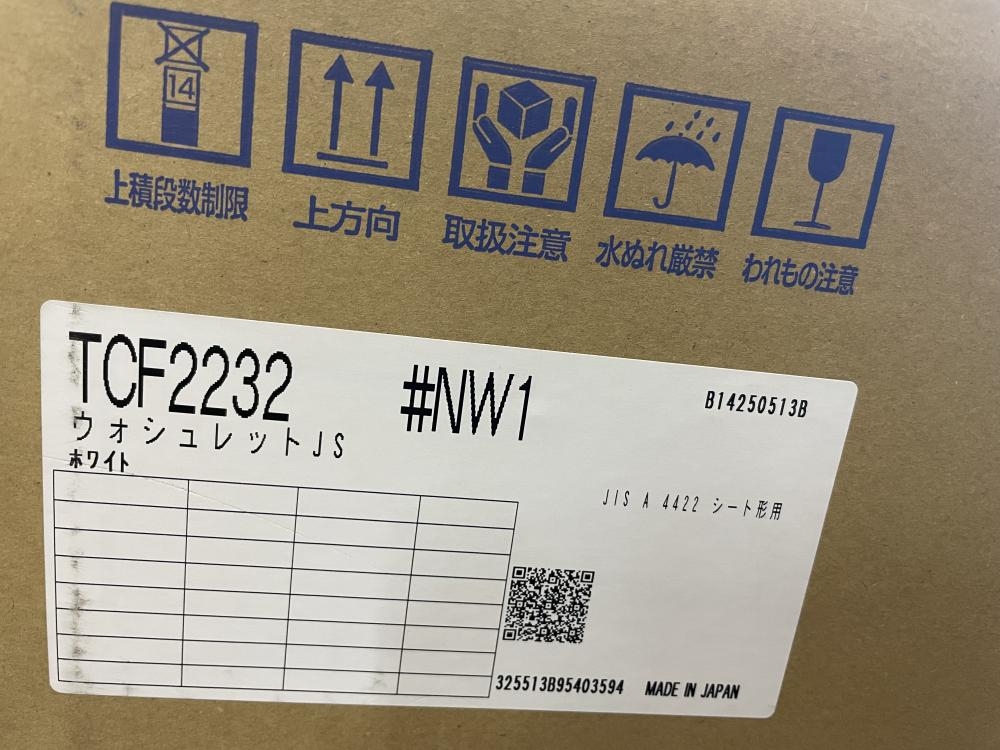 14
上積段数制限
上方向
取扱注意
水ぬれ厳禁
われもの注意
TCF2232 #NW1
B14250513B
ウォシュレットJS
ホワイト
JIS A 4422 シート形用
325513B95403594 MADE IN JAPAN